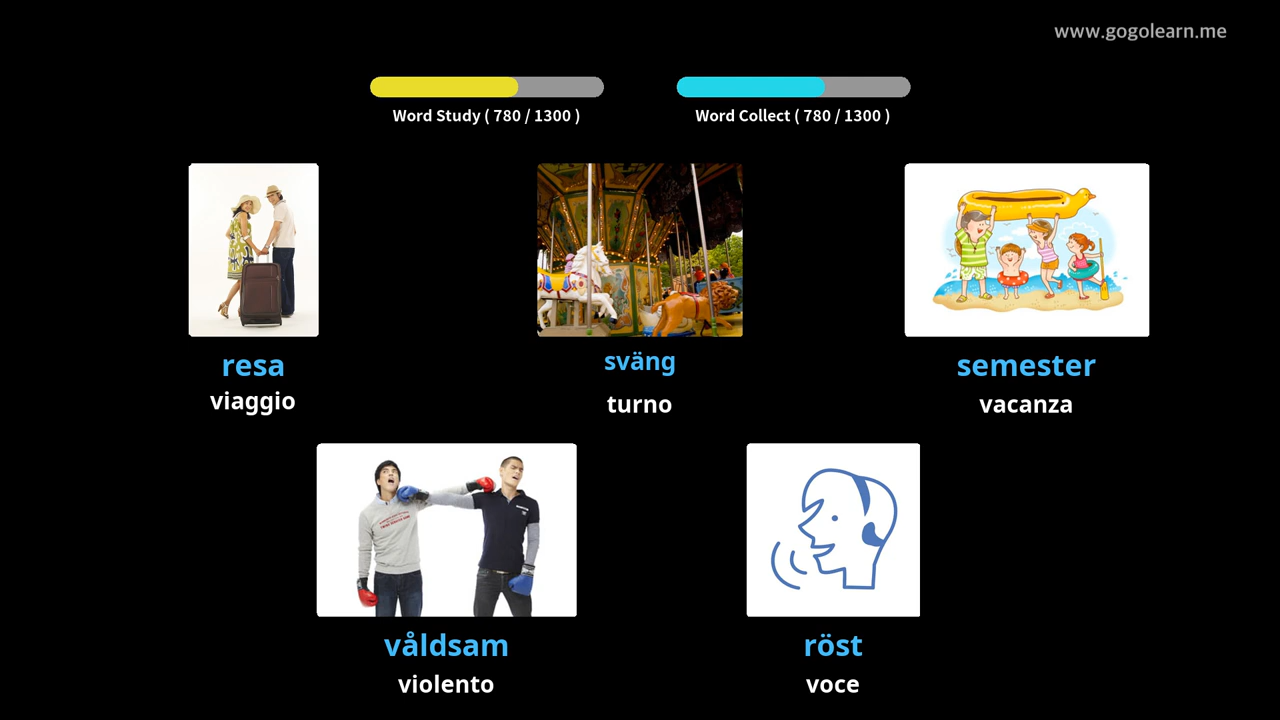 www.gogolearn.me
Word Study ( 780 / 1300 )
Word Collect ( 780 / 1300 )
resa
viaggio
sväng
turno
semester
vacanza
våldsam
violento
röst
voce